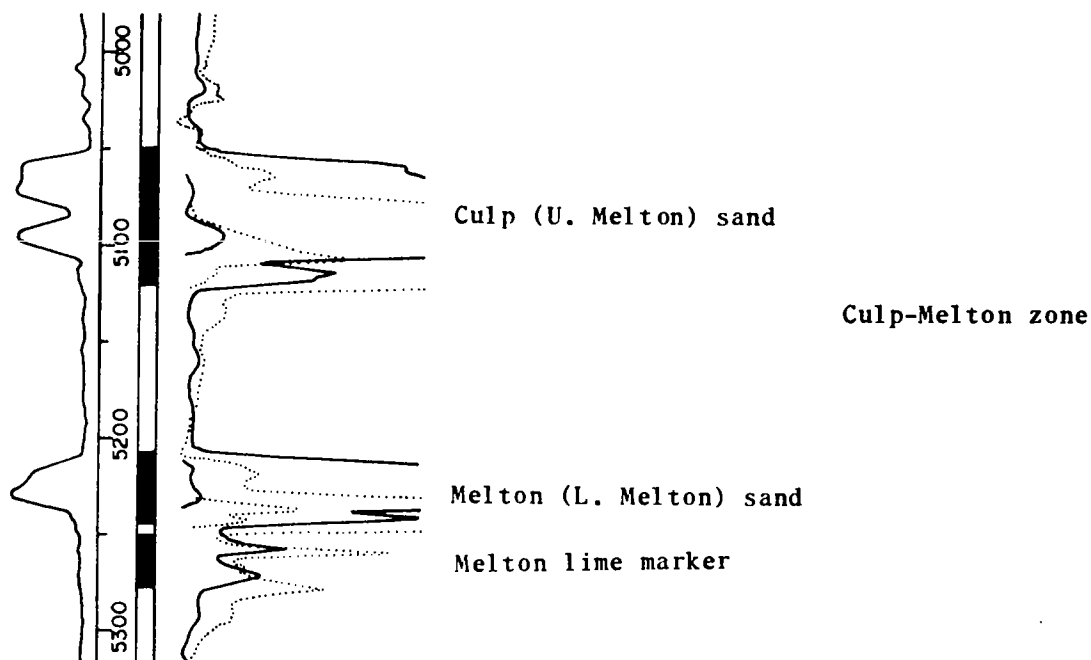 5000
Culp (U. Melton) sand
5100
Culp-Melton zone
5200
Melton (L. Melton) sand
Melton lime marker
5300